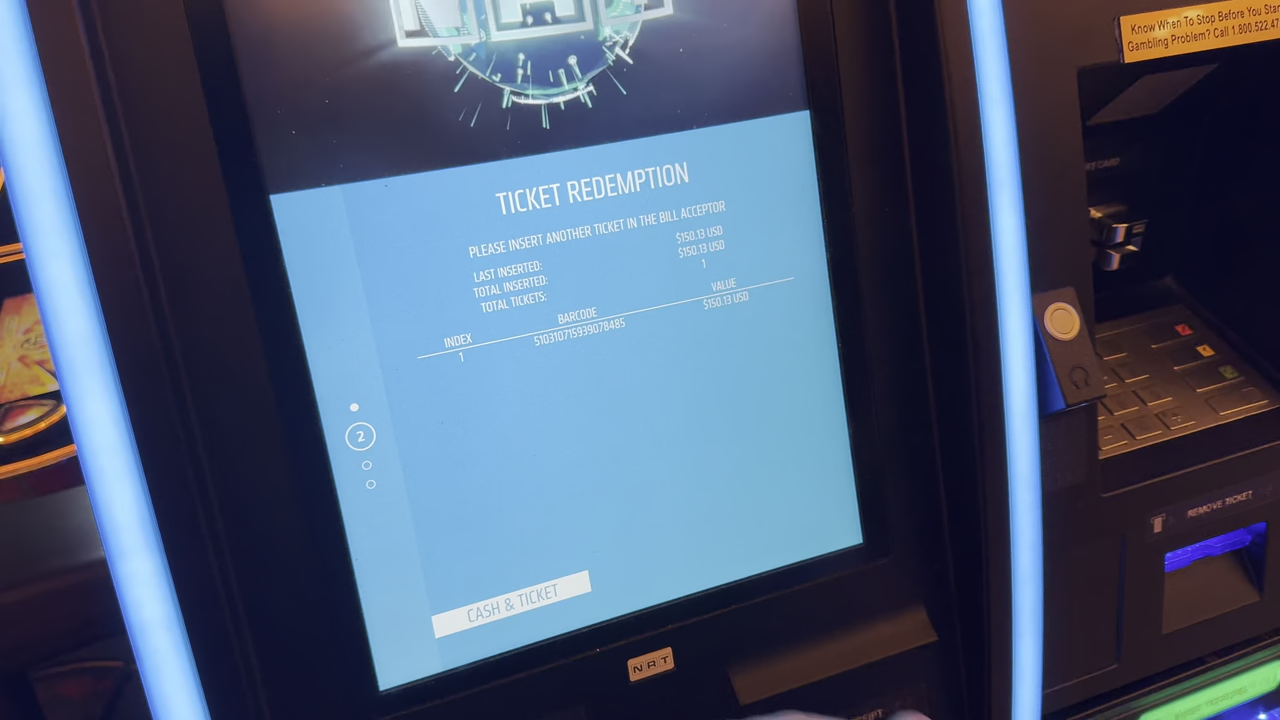 Know When To Stop Before You
Gambling Problem? Call 1.800.522.
TICKET REDEMPTION
PLEASE INSERT ANOTHER TICKET IN THE BILL ACCEPTOR
LAST INSERTED: $150.13 USD
TOTAL INSERTED: $150.13 USD
TOTAL TICKETS: 1
INDEX BARCODE VALUE
1 510310715939078485 $150.13 USD
2
CASH & TICKET
NRT
REMOVE TICKET